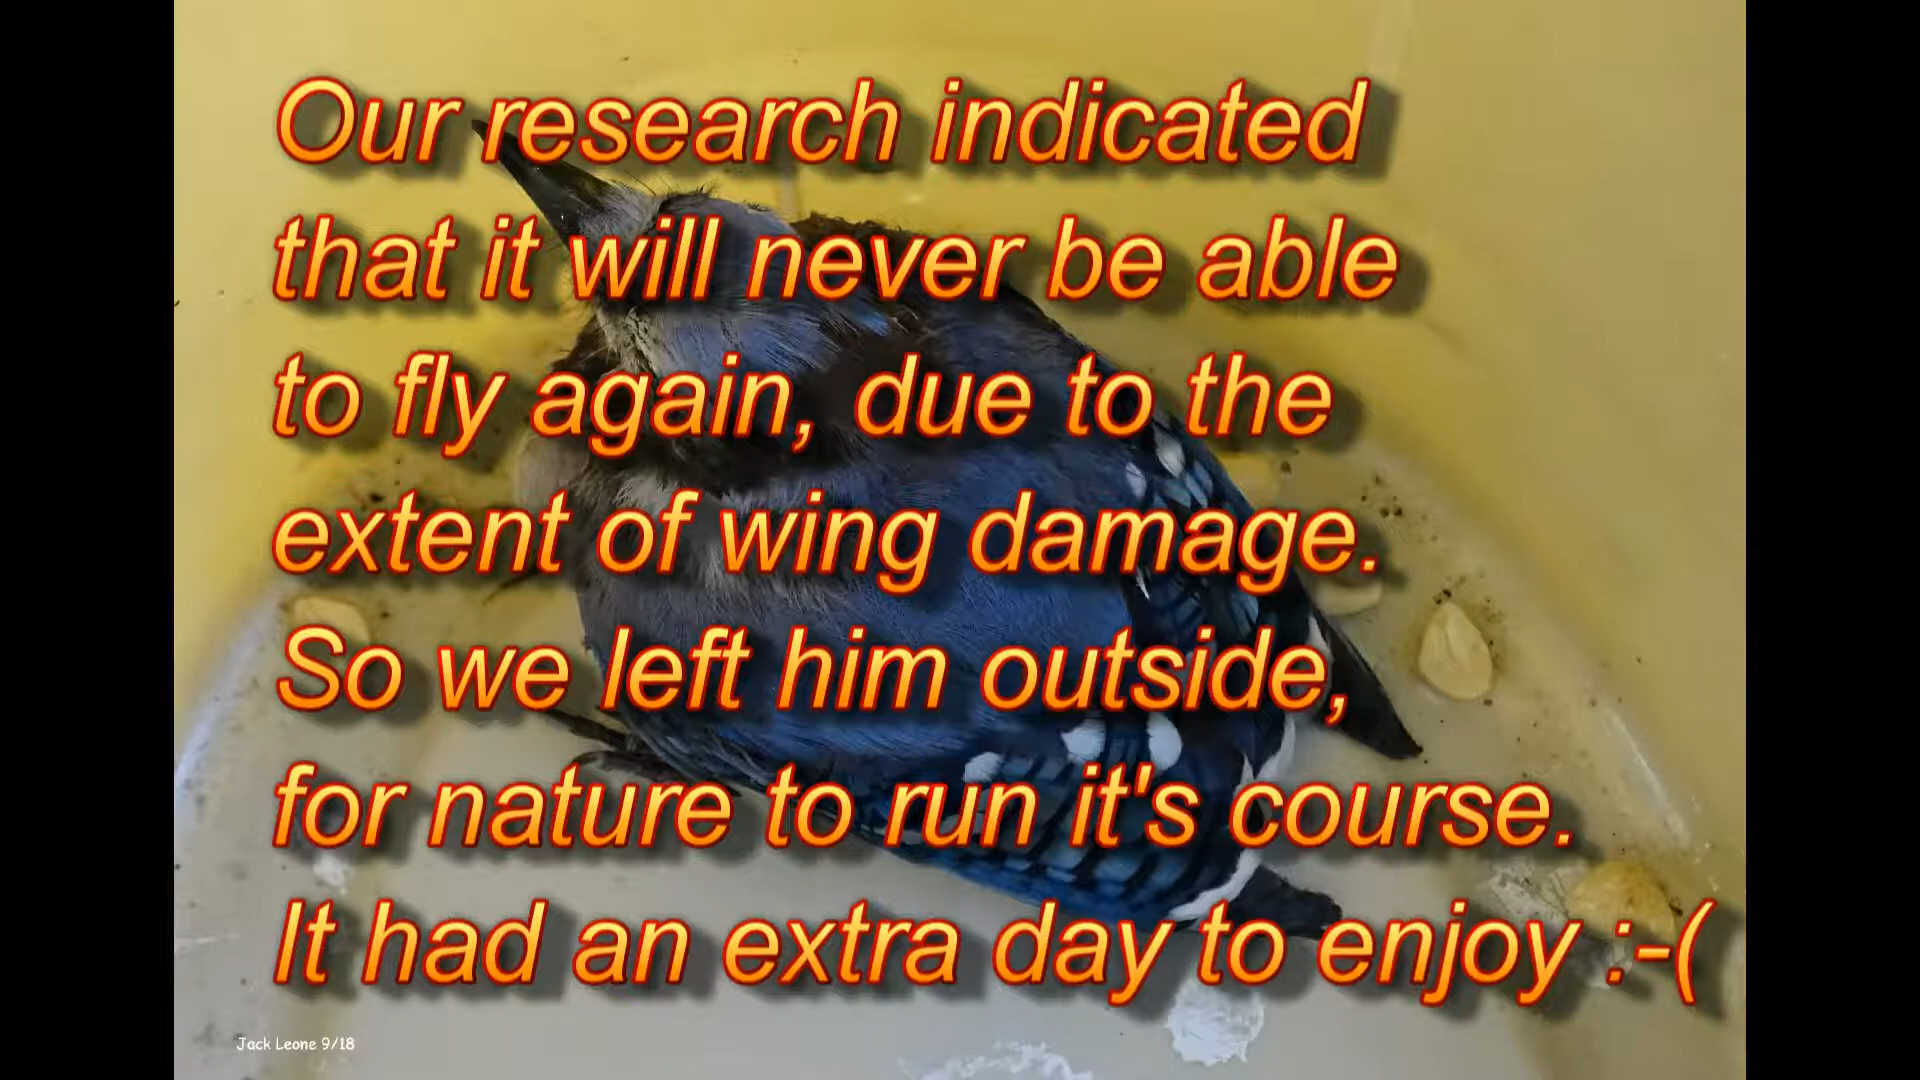 Our research indicated
that it will never be able
to fly again, due to the
extent of wing damage.
So we left him outside,
for nature to run it's course.
It had an extra day to enjoy :-(
Jack Leone 9/18